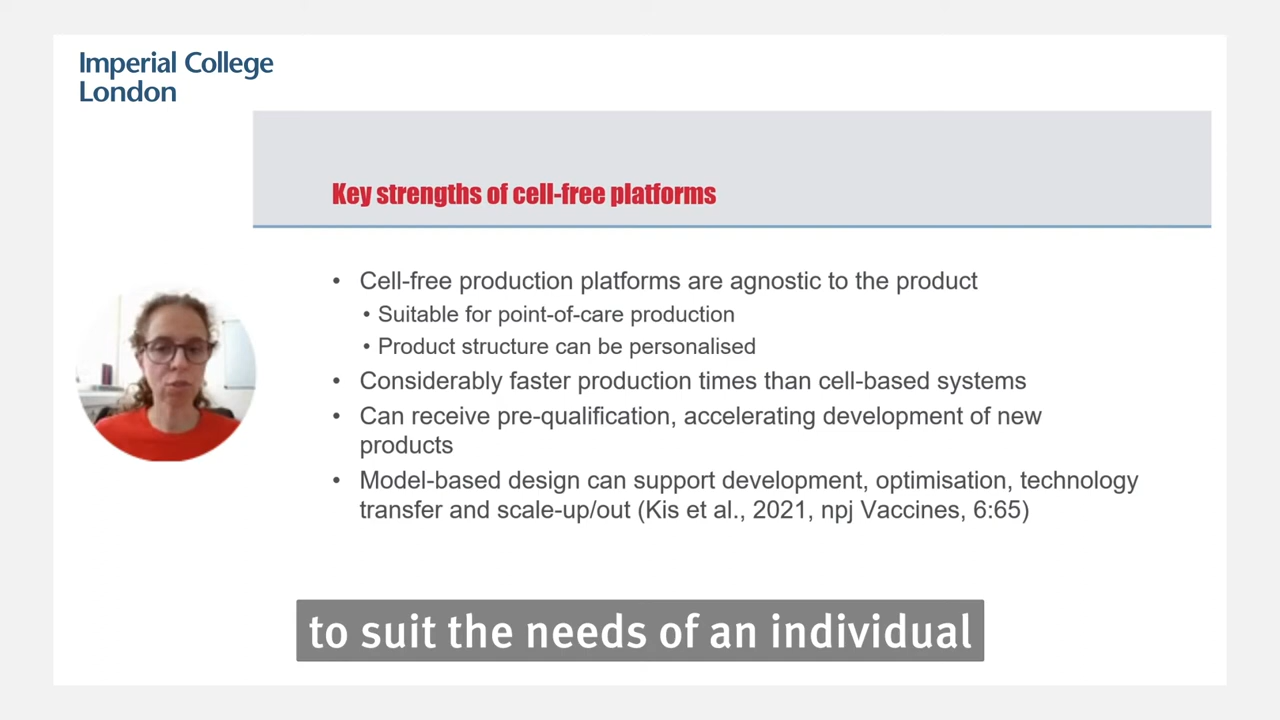 Imperial College
London
Key strengths of cell-free platforms
• Cell-free production platforms are agnostic to the product
• Suitable for point-of-care production
• Product structure can be personalised
• Considerably faster production times than cell-based systems
• Can receive pre-qualification, accelerating development of new
products
• Model-based design can support development, optimisation, technology
transfer and scale-up/out (Kis et al., 2021, npj Vaccines, 6:65)
to suit the needs of an individual